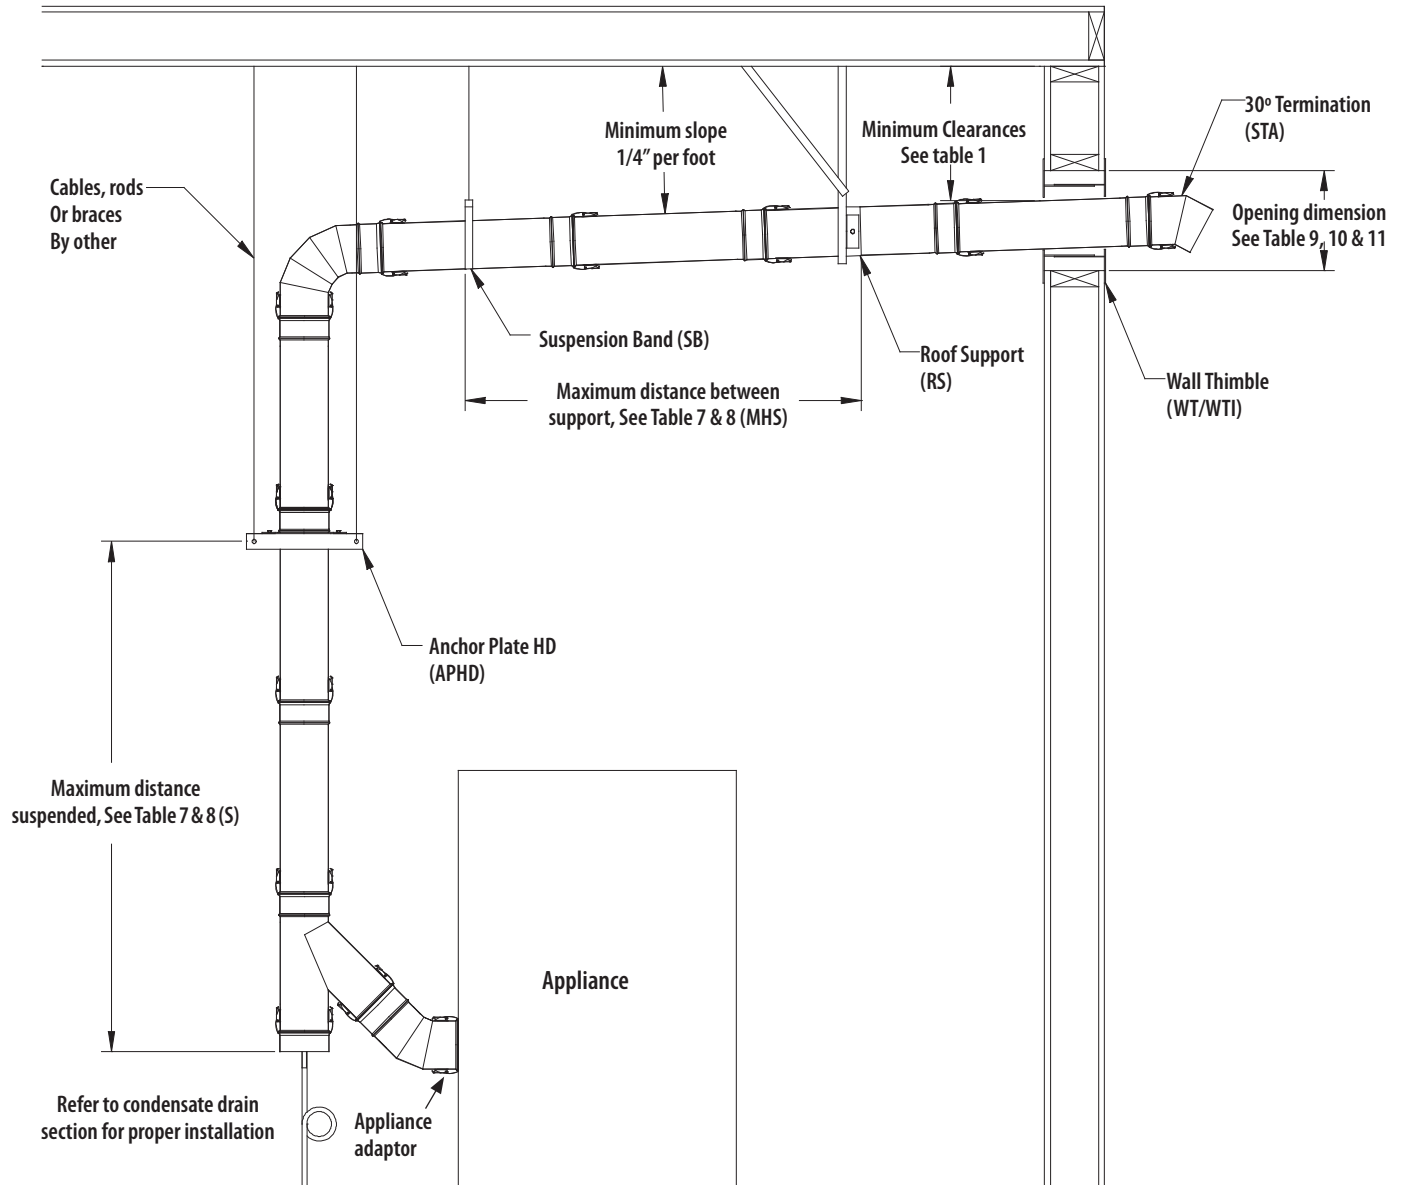 30º Termination
(STA)
Minimum slope
1/4" per foot
Minimum Clearances
See table 1
Cables, rods
Or braces
By other
Opening dimension
See Table 9, 10 & 11
Suspension Band (SB)
Roof Support
(RS)
Maximum distance between
support, See Table 7 & 8 (MHS)
Wall Thimble
(WT/WTI)
Anchor Plate HD
(APHD)
Maximum distance
suspended, See Table 7 & 8 (S)
Appliance
Refer to condensate drain
section for proper installation
Appliance
adaptor